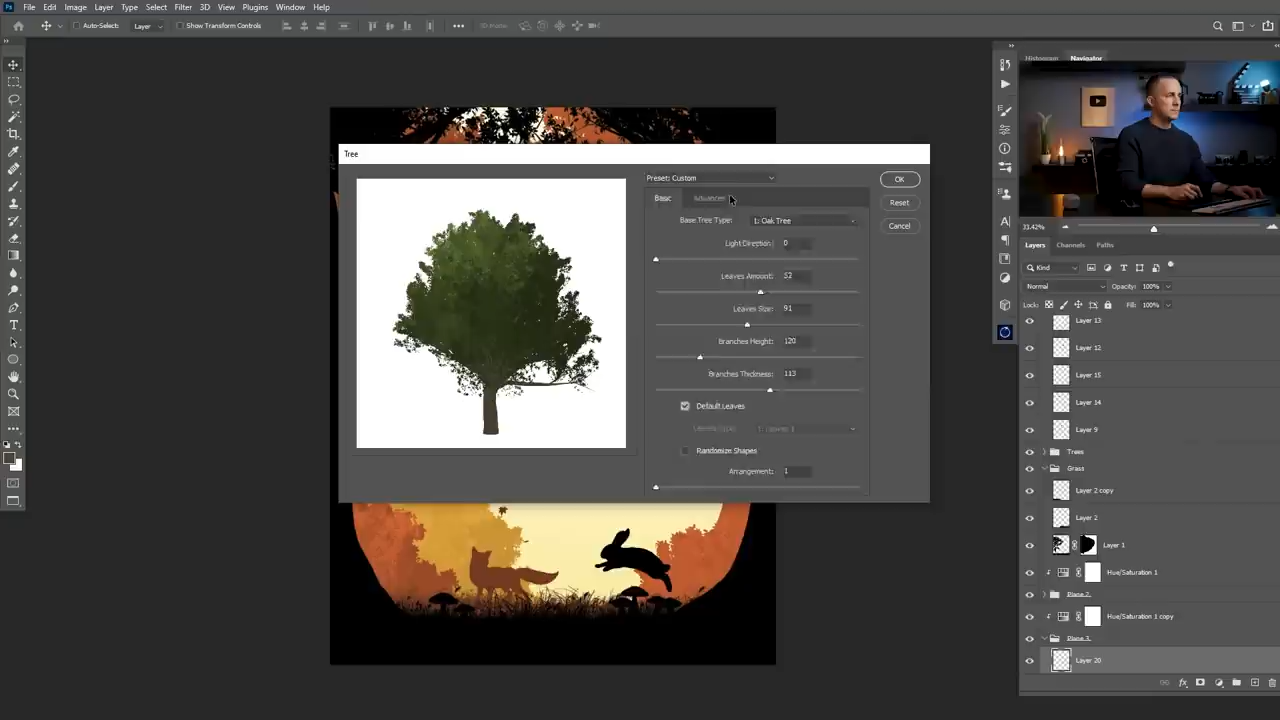 Ps File Edit Image Layer Type Select Filter 3D View Plugins Window Help
Auto-Select: Layer Show Transform Controls
Histogram Navigator
Tree
Preset: Custom
OK
Basic Advanced
Reset
Base Tree Type: 1: Oak Tree
Cancel
Light Direction: 0
Leaves Amount: 52
Leaves Size: 91
Branches Height: 120
Branches Thickness: 113
Default Leaves
Randomize Shapes
Arrangement: 1
33.42%
Layers Channels Paths
Kind
Normal Opacity: 100%
Lock: Fill: 100%
Layer 13
Layer 12
Layer 15
Layer 14
Layer 9
Trees
Grass
Layer 2 copy
Layer 2
Layer 1
Hue/Saturation 1
Plane 2
Hue/Saturation 1 copy
Plane 3
Layer 20